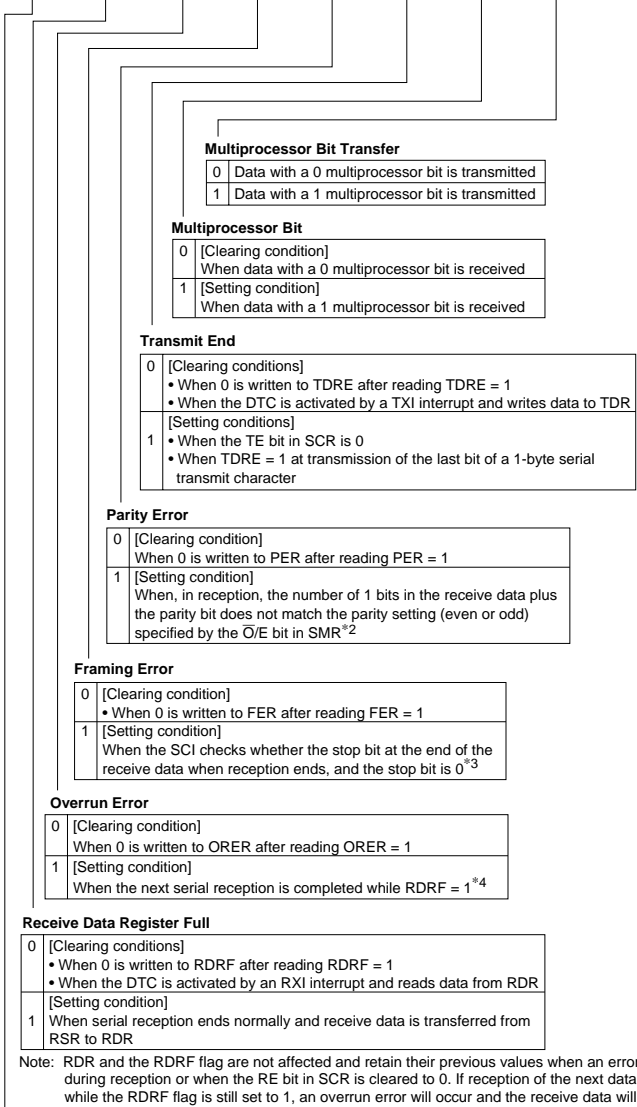 Multiprocessor Bit Transfer
0 Data with a 0 multiprocessor bit is transmitted
1 Data with a 1 multiprocessor bit is transmitted
Multiprocessor Bit
0 [Clearing condition]
When data with a 0 multiprocessor bit is received
1 [Setting condition]
When data with a 1 multiprocessor bit is received
Transmit End
0 [Clearing conditions]
• When 0 is written to TDRE after reading TDRE = 1
• When the DTC is activated by a TXI interrupt and writes data to TDR
[Setting conditions]
1 • When the TE bit in SCR is 0
• When TDRE = 1 at transmission of the last bit of a 1-byte serial
transmit character
Parity Error
0 [Clearing condition]
When 0 is written to PER after reading PER = 1
1 [Setting condition]
When, in reception, the number of 1 bits in the receive data plus
the parity bit does not match the parity setting (even or odd)
specified by the O̅/E bit in SMR*2
Framing Error
0 [Clearing condition]
• When 0 is written to FER after reading FER = 1
1 [Setting condition]
When the SCI checks whether the stop bit at the end of the
receive data when reception ends, and the stop bit is 0*3
Overrun Error
0 [Clearing condition]
When 0 is written to ORER after reading ORER = 1
1 [Setting condition]
When the next serial reception is completed while RDRF = 1*4
Receive Data Register Full
0 [Clearing conditions]
• When 0 is written to RDRF after reading RDRF = 1
• When the DTC is activated by an RXI interrupt and reads data from RDR
[Setting condition]
1 When serial reception ends normally and receive data is transferred from
RSR to RDR
Note: RDR and the RDRF flag are not affected and retain their previous values when an error
during reception or when the RE bit in SCR is cleared to 0. If reception of the next data
while the RDRF flag is still set to 1, an overrun error will occur and the receive data will